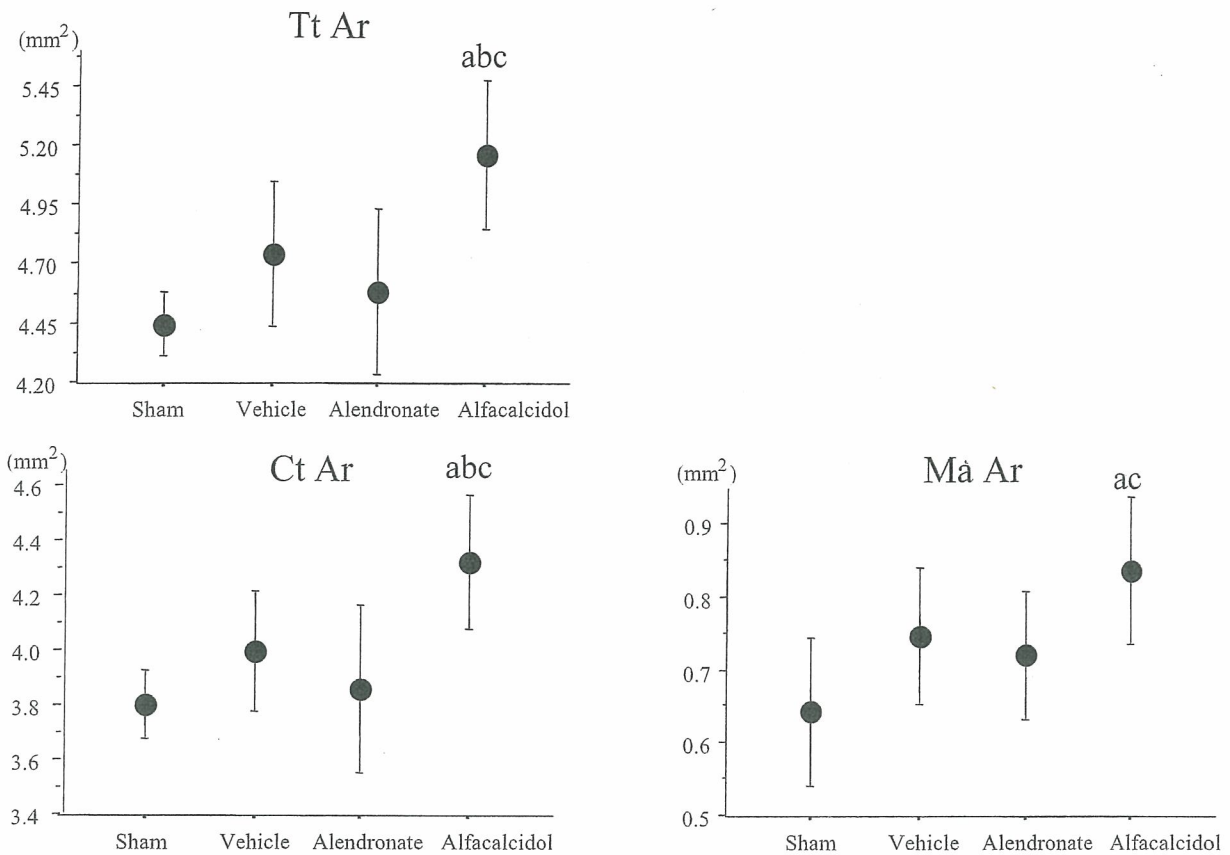 Tt Ar
(mm²)
abc
5.45
5.20
4.95
4.70
4.45
4.20
Sham Vehicle Alendronate Alfacalcidol
(mm²)
Ct Ar
abc
4.6
4.4
4.2
4.0
3.8
3.6
3.4
Sham Vehicle Alendronate Alfacalcidol
(mm²)
Mà Ar
ac
0.9
0.8
0.7
0.6
0.5
Sham Vehicle Alendronate Alfacalcidol